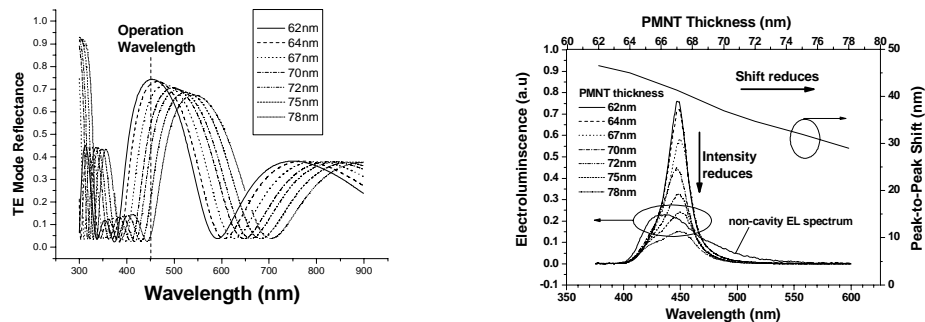 TE Mode Reflectance
1.0
0.9
0.8
0.7
0.6
0.5
0.4
0.3
0.2
0.1
0.0
Operation
Wavelength
62nm
64nm
67nm
70nm
72nm
75nm
78nm
300 400 500 600 700 800 900
Wavelength (nm)
PMNT Thickness (nm)
60 62 64 66 68 70 72 74 76 78 80
Electroluminscence (a.u)
1.0
0.9
0.8
0.7
0.6
0.5
0.4
0.3
0.2
0.1
0.0
-0.1
PMNT thickness
62nm
64nm
67nm
70nm
72nm
75nm
78nm
Shift reduces
Intensity
reduces
non-cavity EL spectrum
50
40
30
20
10
0
Peak-to-Peak Shift (nm)
350 400 450 500 550 600
Wavelength (nm)